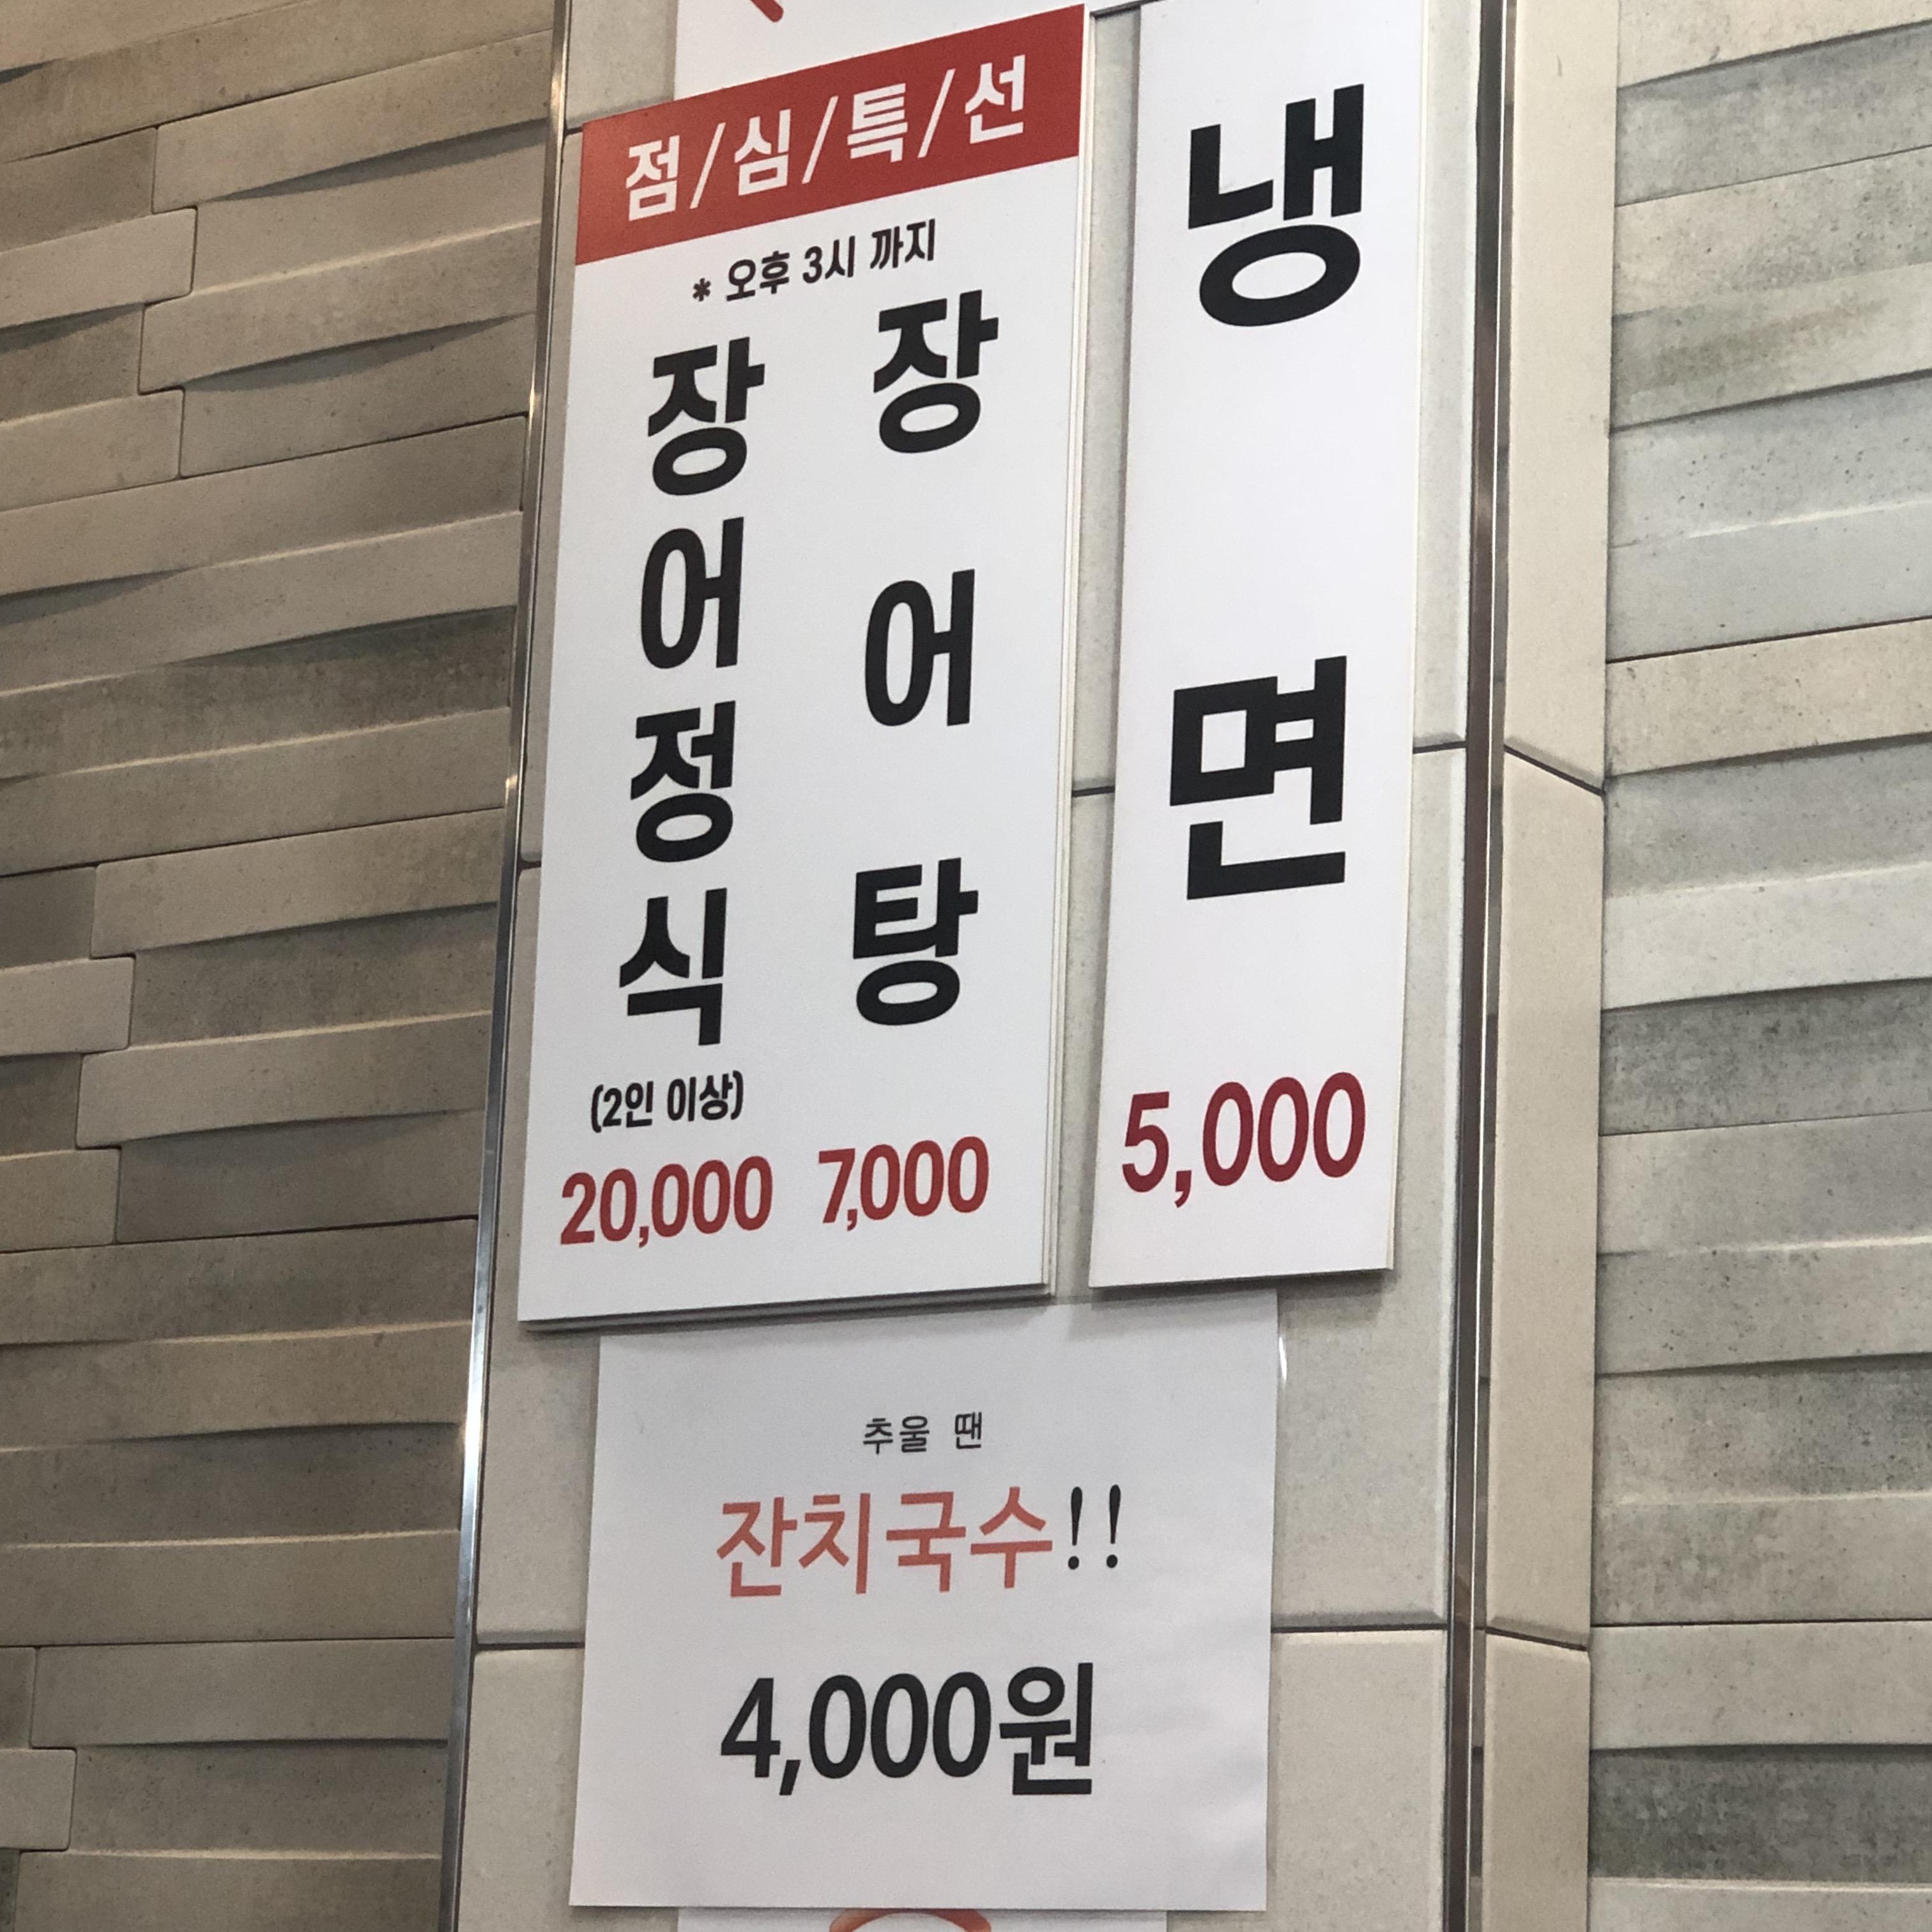 점/심/특/선
* 오후 3시 까지
장어정식
(2인 이상)
20,000
장어탕
7,000
냉면
5,000
추울 땐
잔치국수!!
4,000원